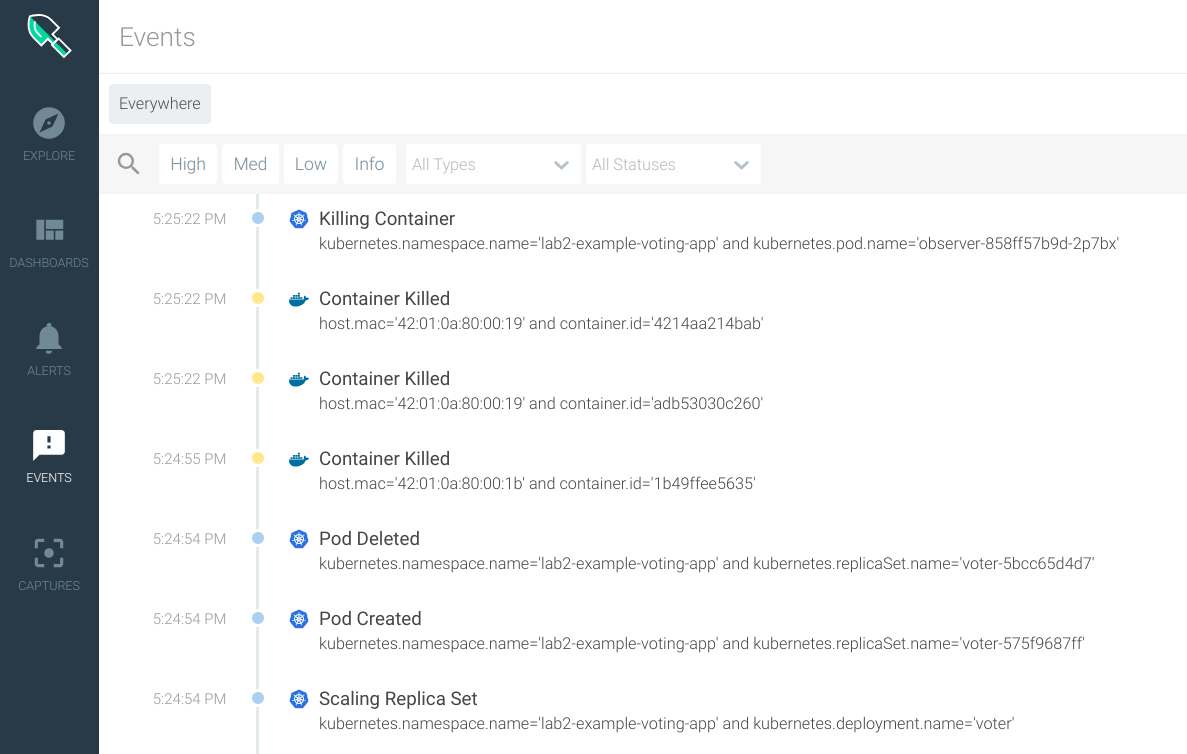 Events
Everywhere
High Med Low Info All Types All Statuses
EXPLORE
DASHBOARDS
ALERTS
EVENTS
CAPTURES
5:25:22 PM Killing Container
kubernetes.namespace.name='lab2-example-voting-app' and kubernetes.pod.name='observer-858ff57b9d-2p7bx'
5:25:22 PM Container Killed
host.mac='42:01:0a:80:00:19' and container.id='4214aa214bab'
5:25:22 PM Container Killed
host.mac='42:01:0a:80:00:19' and container.id='adb53030c260'
5:24:55 PM Container Killed
host.mac='42:01:0a:80:00:1b' and container.id='1b49ffee5635'
5:24:54 PM Pod Deleted
kubernetes.namespace.name='lab2-example-voting-app' and kubernetes.replicaSet.name='voter-5bcc65d4d7'
5:24:54 PM Pod Created
kubernetes.namespace.name='lab2-example-voting-app' and kubernetes.replicaSet.name='voter-575f9687ff'
5:24:54 PM Scaling Replica Set
kubernetes.namespace.name='lab2-example-voting-app' and kubernetes.deployment.name='voter'